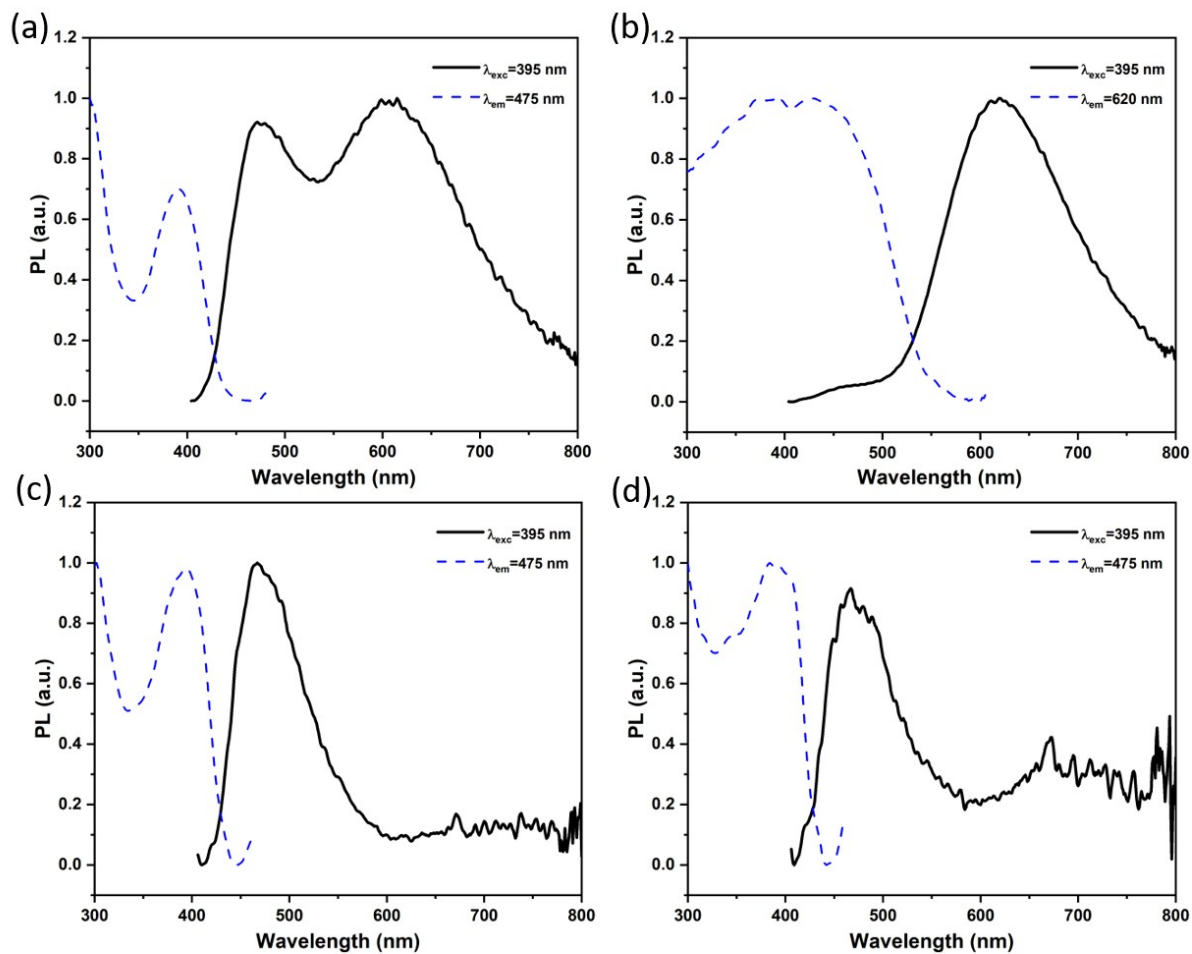 (a)
1.2
1.0
0.8
0.6
0.4
0.2
0.0
PL (a.u.)
λexc=395 nm
λem=475 nm
300 400 500 600 700 800
Wavelength (nm)
(b)
1.2
1.0
0.8
0.6
0.4
0.2
0.0
PL (a.u.)
λexc=395 nm
λem=620 nm
300 400 500 600 700 800
Wavelength (nm)
(c)
1.2
1.0
0.8
0.6
0.4
0.2
0.0
PL (a.u.)
λexc=395 nm
λem=475 nm
300 400 500 600 700 800
Wavelength (nm)
(d)
1.2
1.0
0.8
0.6
0.4
0.2
0.0
PL (a.u.)
λexc=395 nm
λem=475 nm
300 400 500 600 700 800
Wavelength (nm)